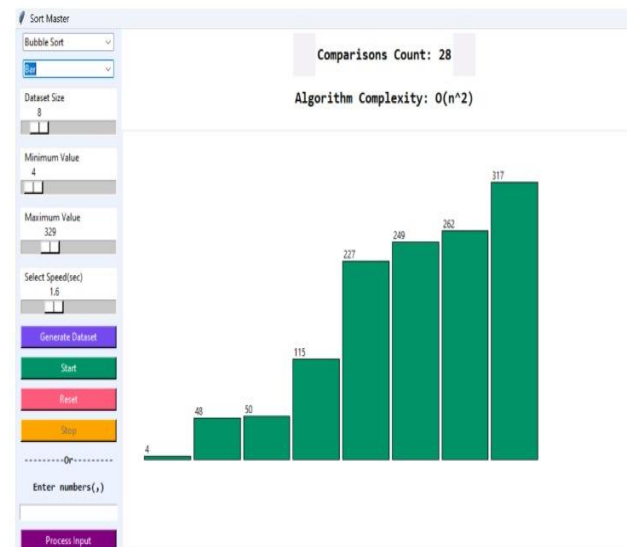 Sort Master
Bubble Sort
Bar
Dataset Size
8
Minimum Value
4
Maximum Value
329
Select Speed(sec)
1.6
Generate Dataset
Start
Reset
Stop
---------Or---------
Enter numbers(,)
Process Input
Comparisons Count: 28
Algorithm Complexity: O(n^2)
4
48
50
115
227
249
262
317